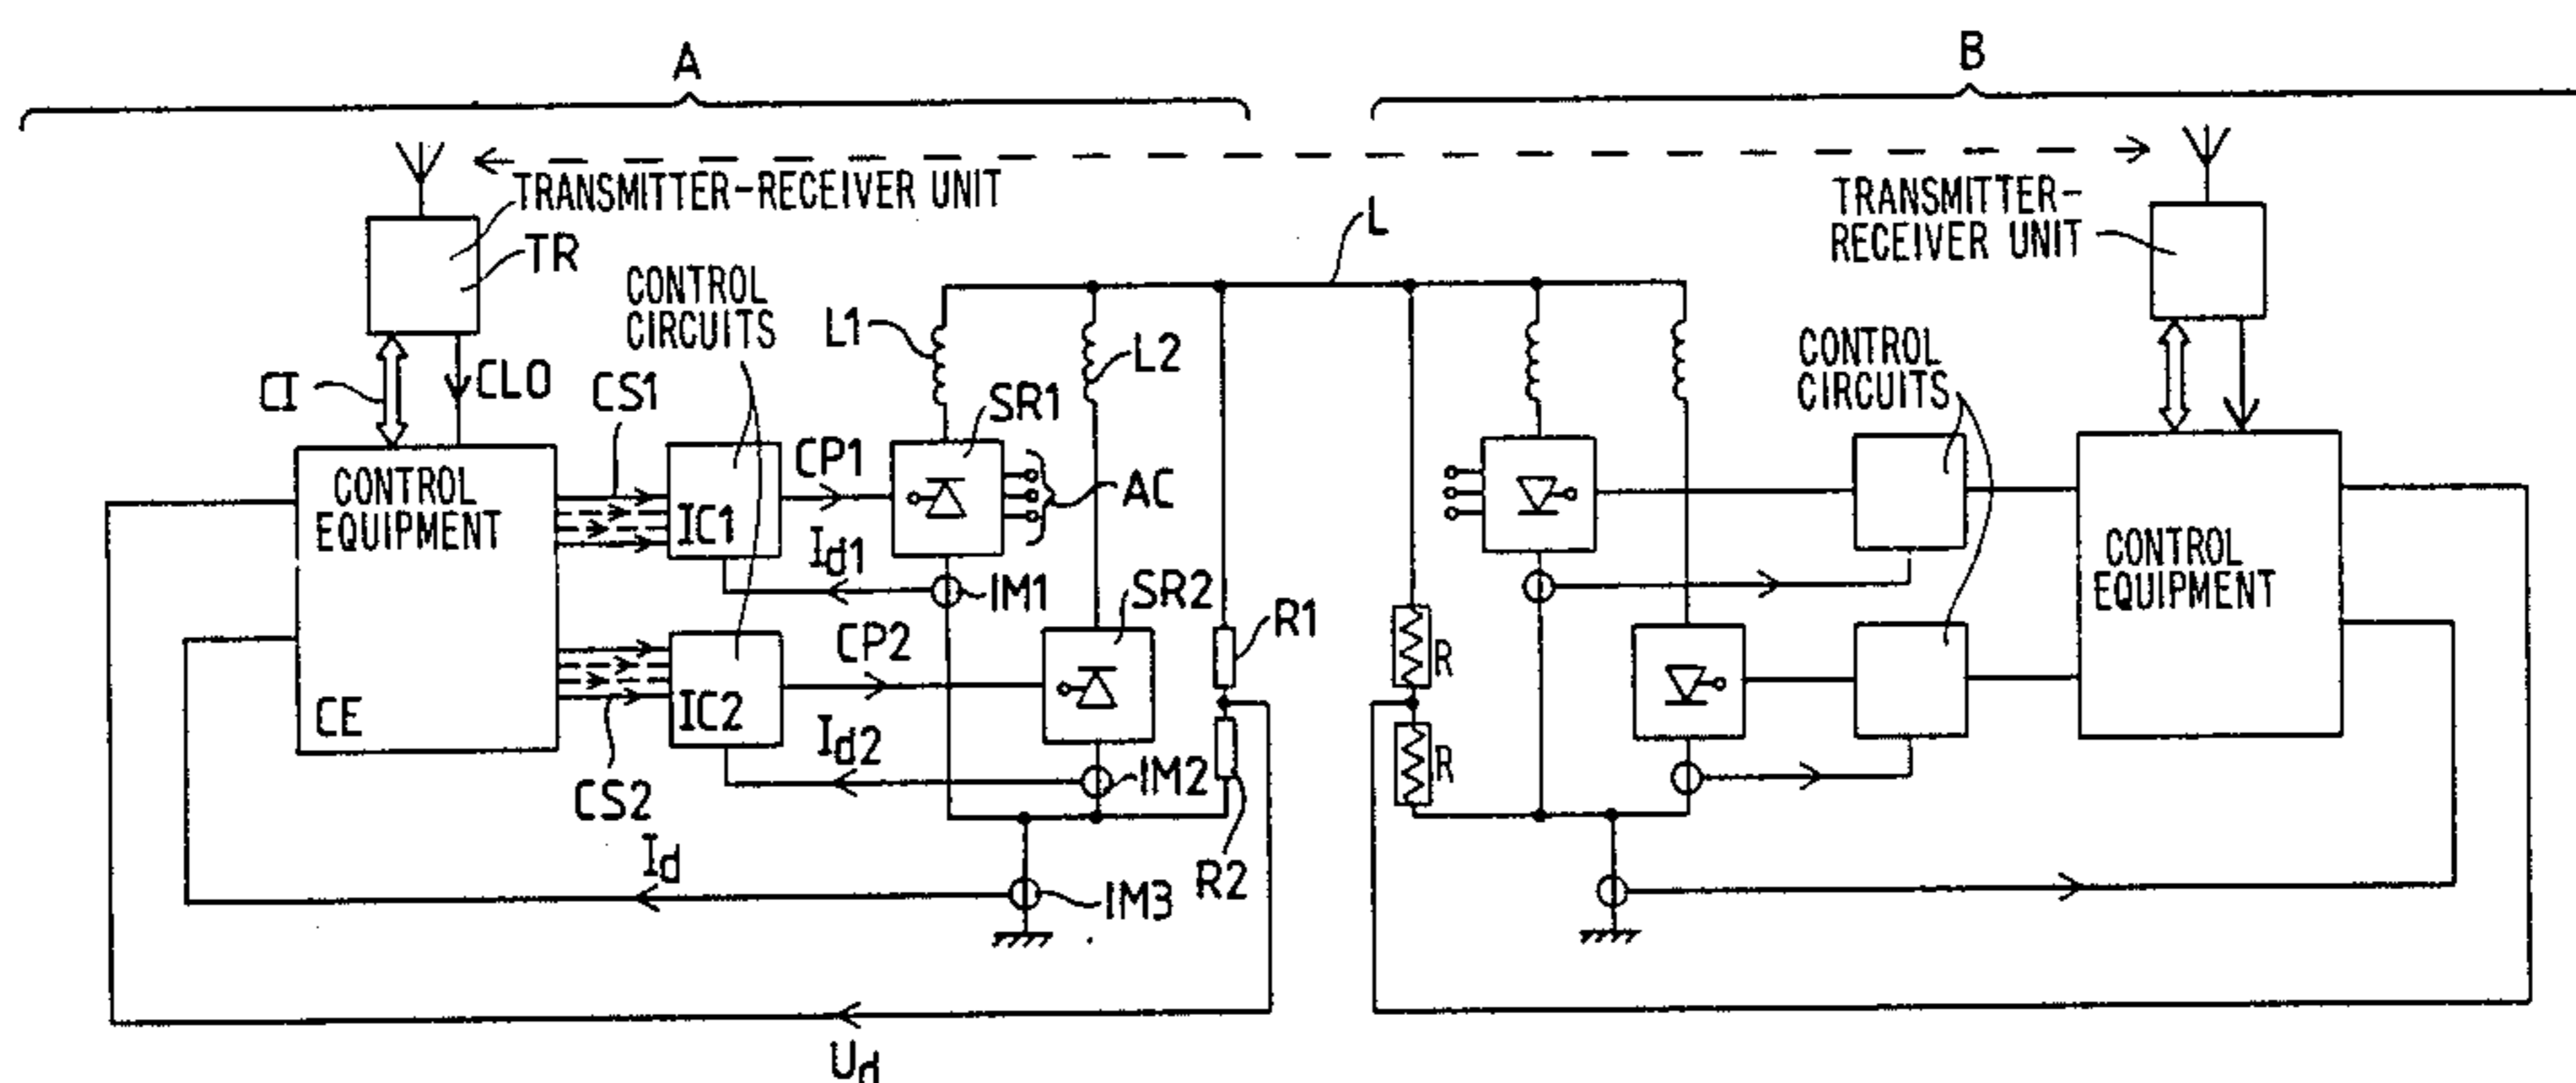 A
B
TRANSMITTER-RECEIVER UNIT
TR
TRANSMITTER-
RECEIVER UNIT
L
CONTROL
CIRCUITS
L1
L2
CI
CLO
CS1
SR1
CONTROL
CIRCUITS
CONTROL
EQUIPMENT
CE
IC1
CP1
AC
Id1
IM1
SR2
R1
CONTROL
EQUIPMENT
IC2
CP2
R
R
Id2
IM2
CS2
R2
Id
IM3
Ud